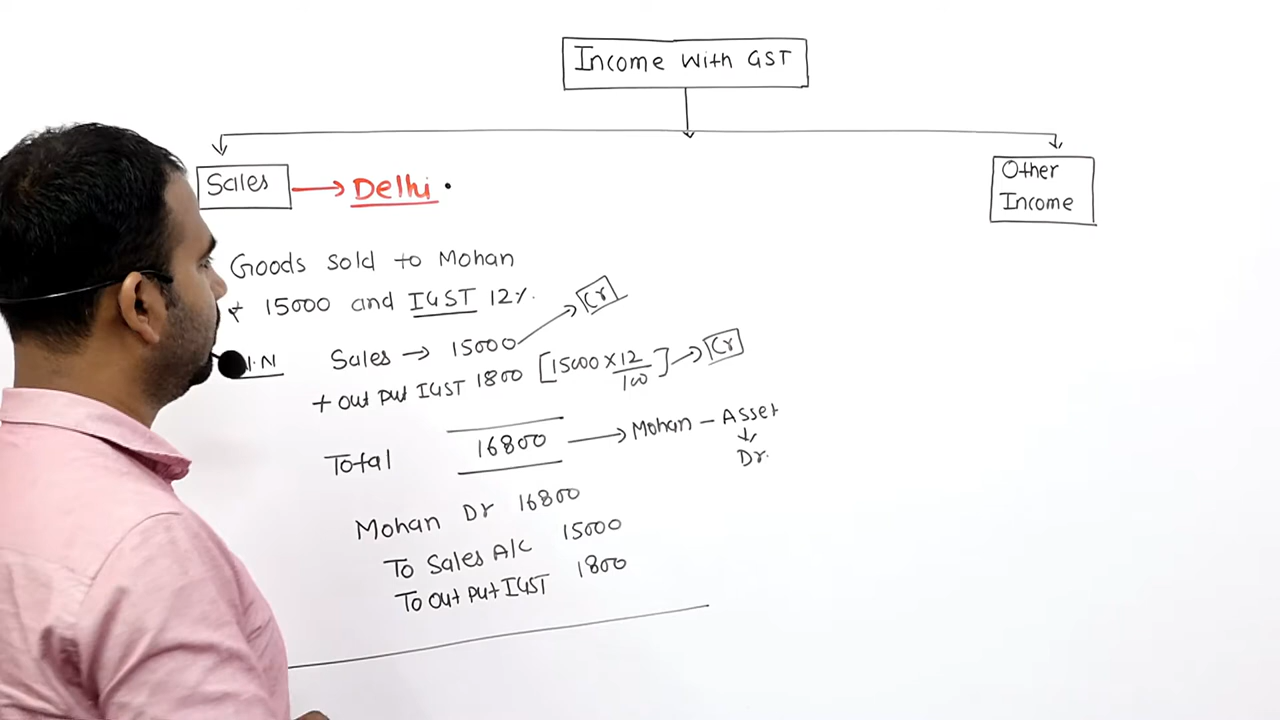 Income With GST
Sales → Delhi
Other
Income
Goods sold to Mohan
₹ 15000 and IGST 12%.
Sales → 15000 → Cr
+ Out Put IGST 1800 [15000 × 12/100] → Cr
Total 16800 → Mohan - Asset
↓
Dr.
Mohan Dr 16800
To Sales A/C 15000
To Out Put IGST 1800